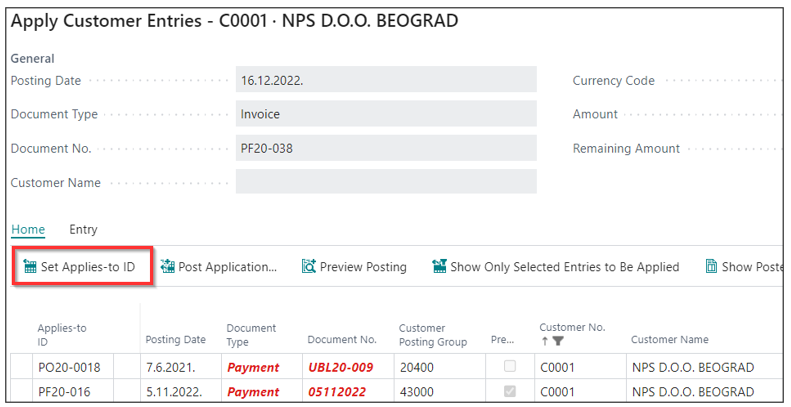 Apply Customer Entries - C0001 · NPS D.O.O. BEOGRAD
General
Posting Date 16.12.2022. Currency Code
Document Type Invoice Amount
Document No. PF20-038 Remaining Amount
Customer Name
Home Entry
Set Applies-to ID Post Application... Preview Posting Show Only Selected Entries to Be Applied Show Poste
Applies-to ID Posting Date Document Type Document No. Customer Posting Group Pre... Customer No. Customer Name
PO20-0018 7.6.2021. Payment UBL20-009 20400 C0001 NPS D.O.O. BEOGRAD
PF20-016 5.11.2022. Payment 05112022 43000 C0001 NPS D.O.O. BEOGRAD